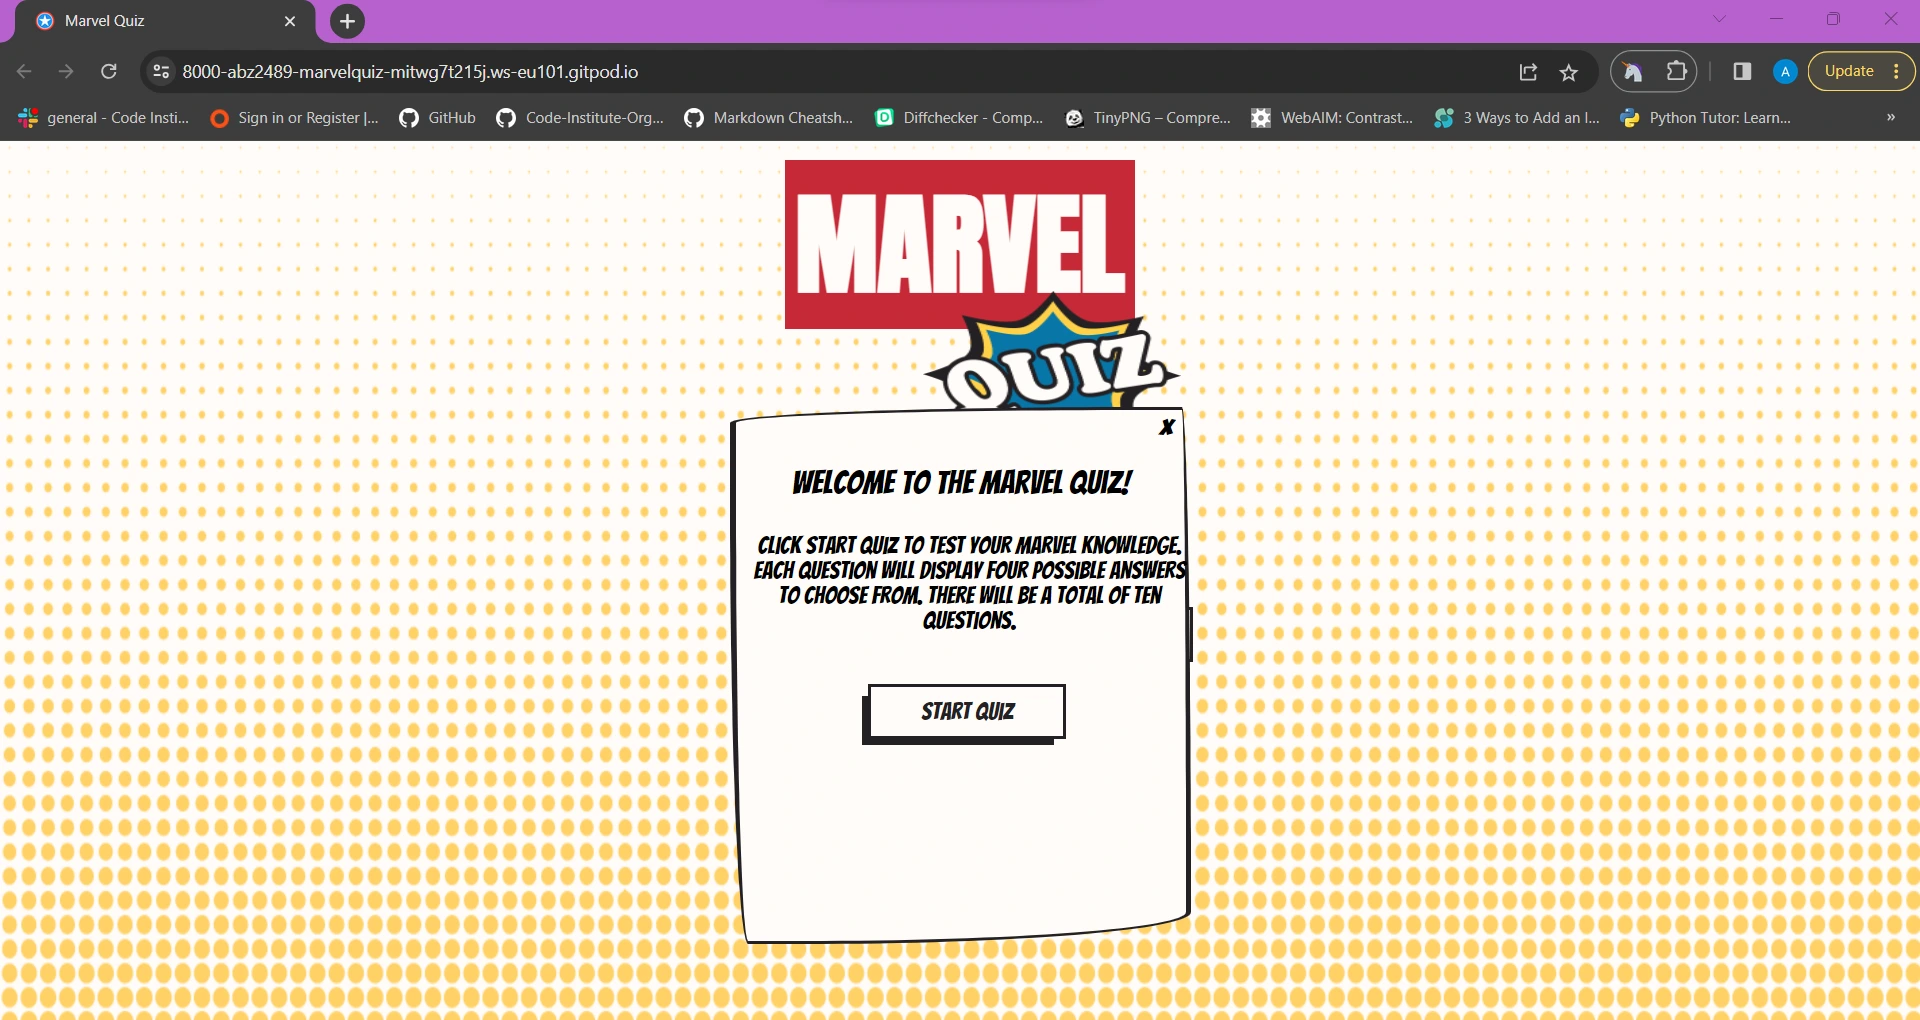 Marvel Quiz
8000-abz2489-marvelquiz-mitwg7t215j.ws-eu101.gitpod.io
A
Update
general - Code Insti...
Sign in or Register |...
GitHub
Code-Institute-Org...
Markdown Cheatsh...
Diffchecker - Comp...
TinyPNG – Compre...
WebAIM: Contrast...
3 Ways to Add an I...
Python Tutor: Learn...
»
MARVEL
QUIZ
X
WELCOME TO THE MARVEL QUIZ!
CLICK START QUIZ TO TEST YOUR MARVEL KNOWLEDGE.
EACH QUESTION WILL DISPLAY FOUR POSSIBLE ANSWERS
TO CHOOSE FROM. THERE WILL BE A TOTAL OF TEN
QUESTIONS.
START QUIZ